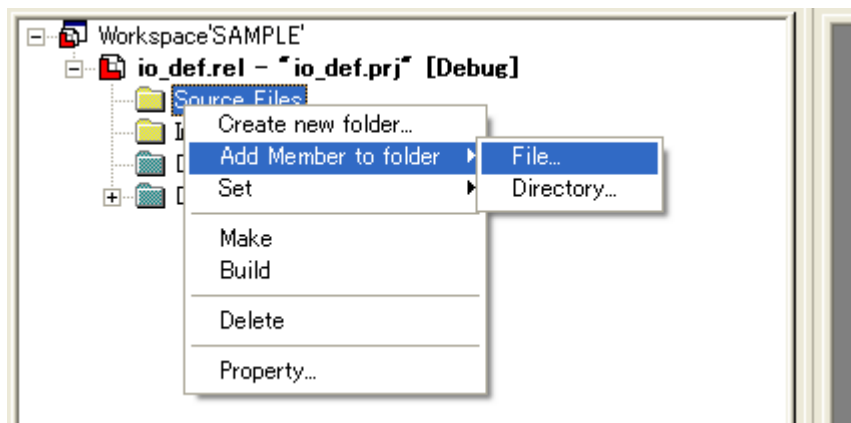 Workspace'SAMPLE'
io_def.rel - "io_def.prj" [Debug]
Source Files
Create new folder...
Add Member to folder
File...
Set
Directory...
Make
Build
Delete
Property...